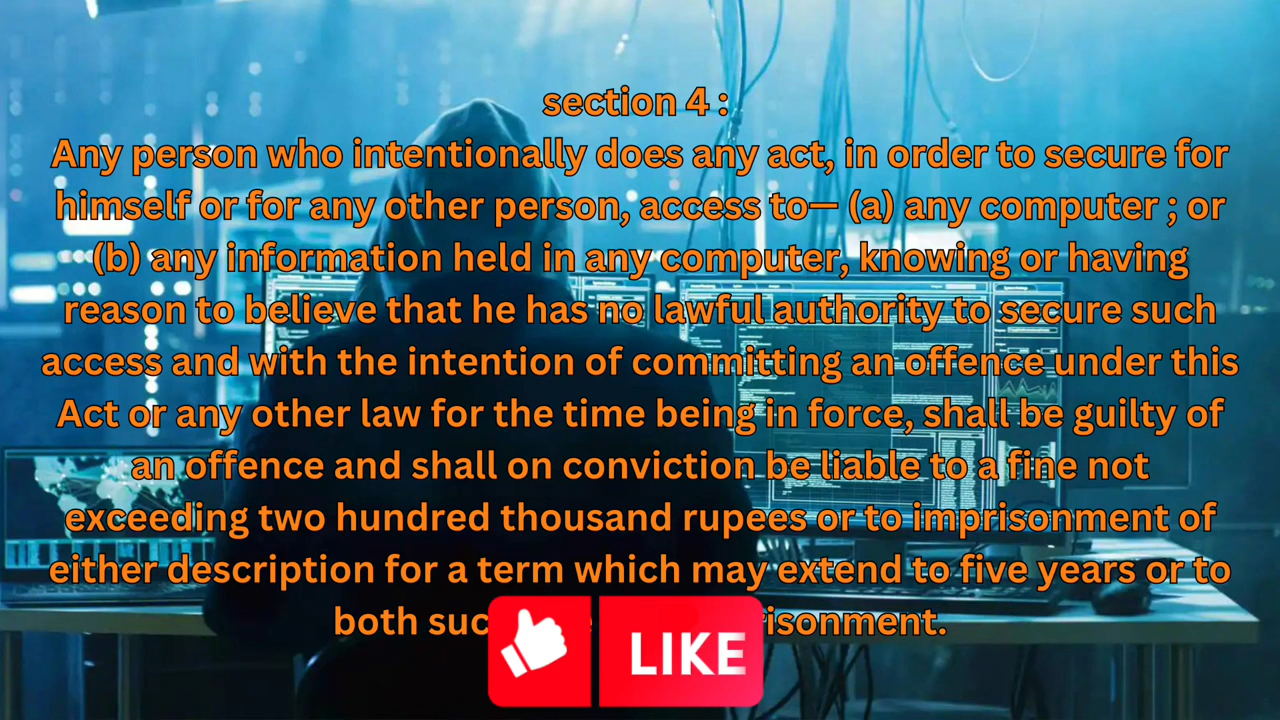 section 4 :
Any person who intentionally does any act, in order to secure for
himself or for any other person, access to— (a) any computer ; or
(b) any information held in any computer, knowing or having
reason to believe that he has no lawful authority to secure such
access and with the intention of committing an offence under this
Act or any other law for the time being in force, shall be guilty of
an offence and shall on conviction be liable to a fine not
exceeding two hundred thousand rupees or to imprisonment of
either description for a term which may extend to five years or to
both
LIKE